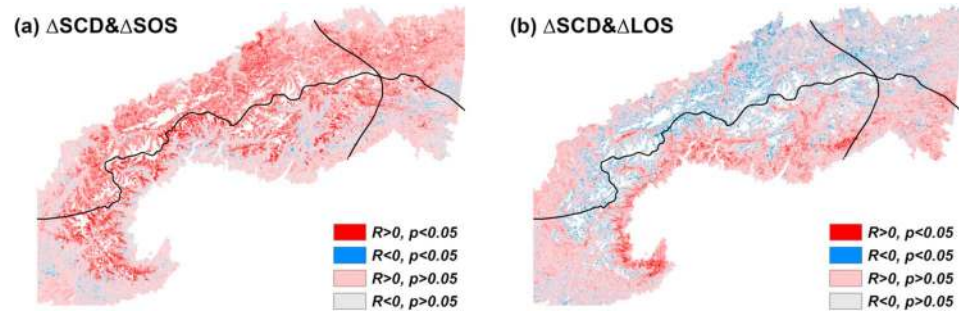 (a) ΔSCD&ΔSOS
R>0, p<0.05
R<0, p<0.05
R>0, p>0.05
R<0, p>0.05
(b) ΔSCD&ΔLOS
R>0, p<0.05
R<0, p<0.05
R>0, p>0.05
R<0, p>0.05